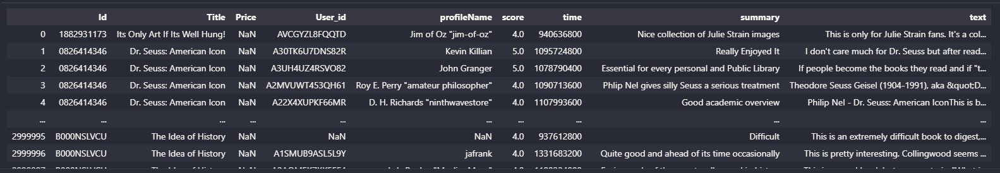 Id Title Price User_id profileName score time summary text
0 1882931173 Its Only Art If Its Well Hung! NaN AVCGYZL8FQQTD Jim of Oz "jim-of-oz" 4.0 940636800 Nice collection of Julie Strain images This is only for Julie Strain fans. It's a col...
1 0826414346 Dr. Seuss: American Icon NaN A30TK6U7DNS82R Kevin Killian 5.0 1095724800 Really Enjoyed It I don't care much for Dr. Seuss but after read...
2 0826414346 Dr. Seuss: American Icon NaN A3UH4UZ4RSVO82 John Granger 5.0 1078790400 Essential for every personal and Public Library If people become the books they read and if "t...
3 0826414346 Dr. Seuss: American Icon NaN A2MVUWT453QH61 Roy E. Perry "amateur philosopher" 4.0 1090713600 Phlip Nel gives silly Seuss a serious treatment Theodore Seuss Geisel (1904-1991), aka &quot;D...
4 0826414346 Dr. Seuss: American Icon NaN A22X4XUPKF66MR D. H. Richards "ninthwavestore" 4.0 1107993600 Good academic overview Philip Nel - Dr. Seuss: American IconThis is b...
... ... ... ... ... ... ... ... ... ...
2999995 B000NSLVCU The Idea of History NaN NaN NaN 4.0 937612800 Difficult This is an extremely difficult book to digest,...
2999996 B000NSLVCU The Idea of History NaN A1SMUB9ASL5L9Y jafrank 4.0 1331683200 Quite good and ahead of its time occasionally This is pretty interesting. Collingwood seems ...